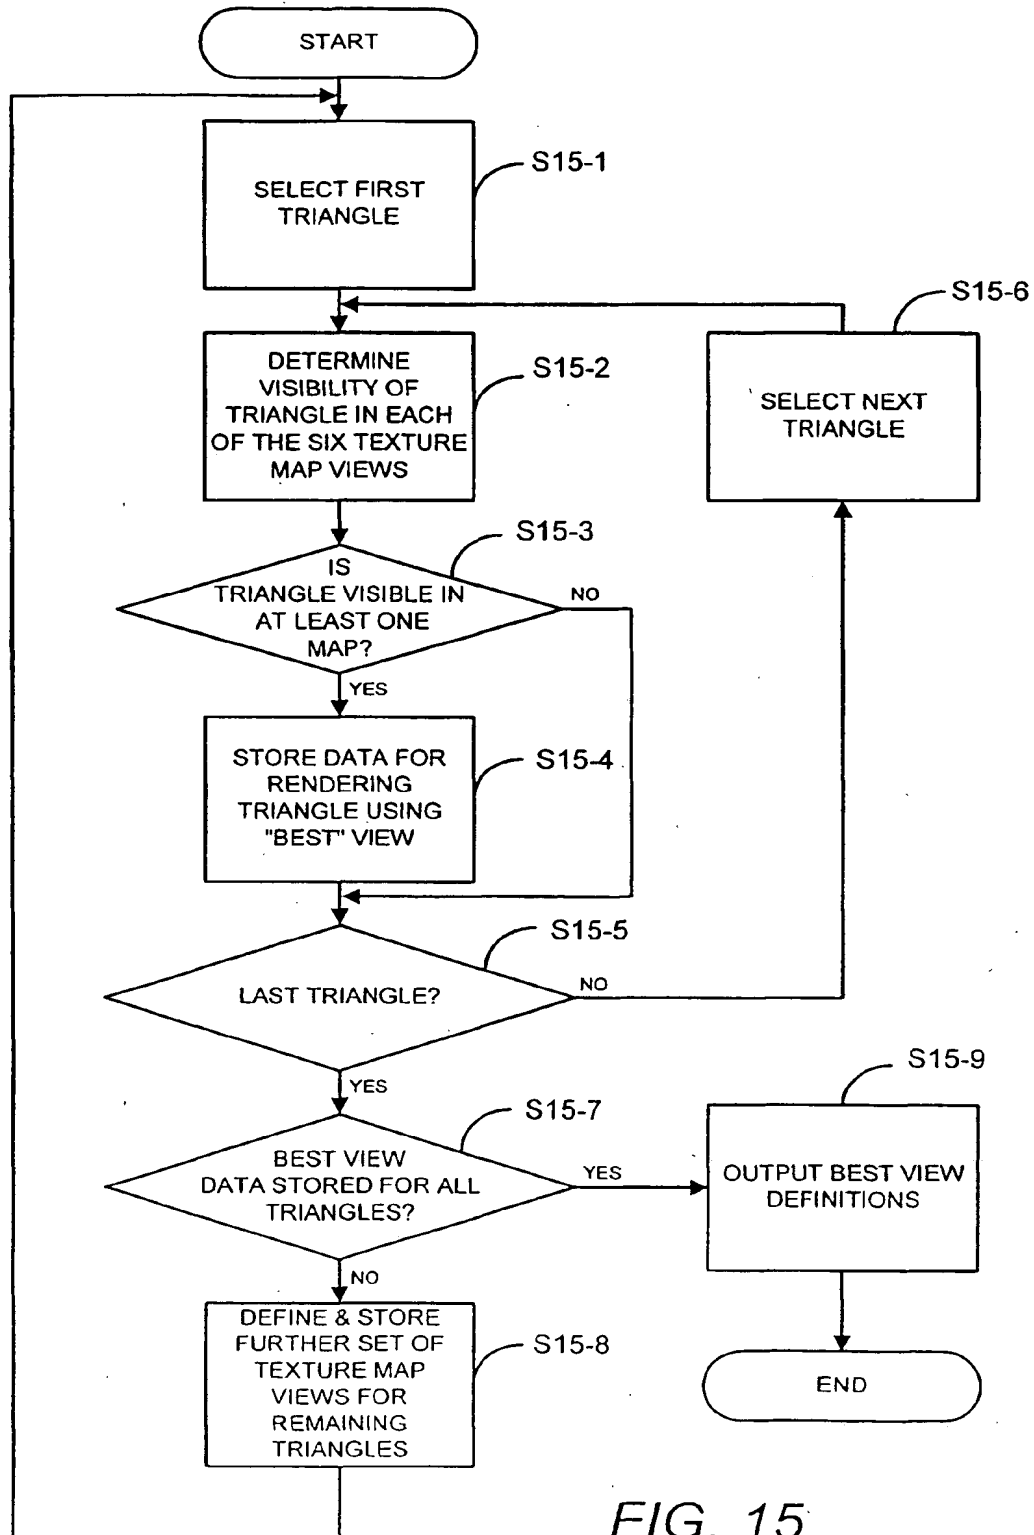 START
SELECT FIRST
TRIANGLE
S15-1
S15-6
DETERMINE
VISIBILITY OF
TRIANGLE IN EACH
OF THE SIX TEXTURE
MAP VIEWS
S15-2
SELECT NEXT
TRIANGLE
S15-3
IS
TRIANGLE VISIBLE IN
AT LEAST ONE
MAP?
NO
YES
STORE DATA FOR
RENDERING
TRIANGLE USING
"BEST" VIEW
S15-4
S15-5
LAST TRIANGLE?
NO
YES
S15-7
S15-9
BEST VIEW
DATA STORED FOR ALL
TRIANGLES?
YES
OUTPUT BEST VIEW
DEFINITIONS
NO
DEFINE & STORE
FURTHER SET OF
TEXTURE MAP
VIEWS FOR
REMAINING
TRIANGLES
S15-8
END
FIG. 15